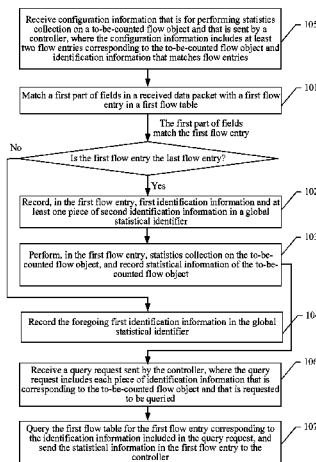 Receive configuration information that is for performing statistics
collection on a to-be-counted flow object and that is sent by a
controller, where the configuration information includes at least
two flow entries corresponding to the to-be-counted flow object and
identification information that matches flow entries
105
Match a first part of fields in a received data packet with a first flow
entry in a first flow table
101
The first part of fields
match the first flow entry
No
Is the first flow entry the last flow entry?
Yes
Record, in the first flow entry, first identification information and at
least one piece of second identification information in a global
statistical identifier
102
Perform, in the first flow entry, statistics collection on the to-be-
counted flow object, and record statistical information of the to-be-
counted flow object
103
Record the foregoing first identification information in the global
statistical identifier
104
Receive a query request sent by the controller, where the query
request includes each piece of identification information that is
corresponding to the to-be-counted flow object and that is requested
to be queried
106
Query the first flow table for the first flow entry corresponding to
the identification information included in the query request, and
send the statistical information in the first flow entry to the
controller
107